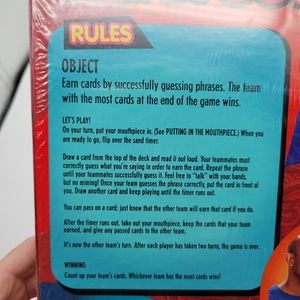 RULES
OBJECT
Earn cards by successfully guessing phrases. The team
with the most cards at the end of the game wins.
LET'S PLAY!
On your turn, put your mouthpiece in. (See PUTTING IN THE MOUTHPIECE.) When you
are ready to go, flip over the sand timer.
Draw a card from the top of the deck and read it out loud. Your teammates must
correctly guess what you're saying in order to earn the card. Repeat the phrase
until your teammates successfully guess it. Feel free to "talk" with your hands,
but no miming! Once your team guesses the phrase correctly, put the card in front of
you. Draw another card and keep playing until the timer runs out.
You can pass on a card; just know that the other team will earn that card if you do.
After the timer runs out, take out your mouthpiece, keep the cards that your team
earned, and give any passed cards to the other team.
It's now the other team's turn. After each player has taken two turns, the game is over.
WINNING
Count up your team's cards. Whichever team has the most cards wins!